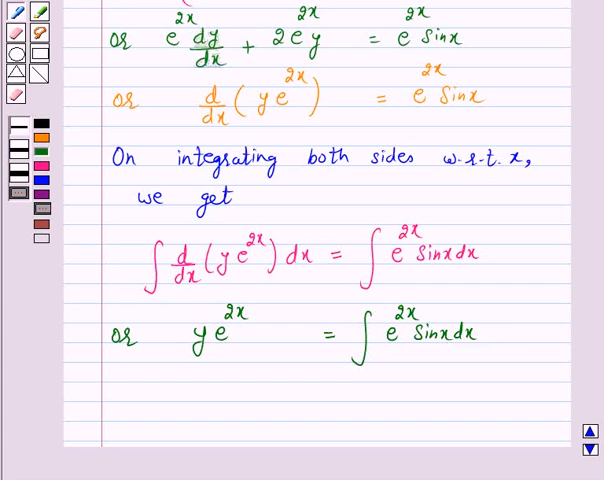 or e^{2x} dy/dx + 2e^{2x}y = e^{2x} sinx
or d/dx (ye^{2x}) = e^{2x} sinx
On integrating both sides w.r.t. x,
we get
∫ d/dx (ye^{2x}) dx = ∫ e^{2x} sinx dx
or ye^{2x} = ∫ e^{2x} sinx dx